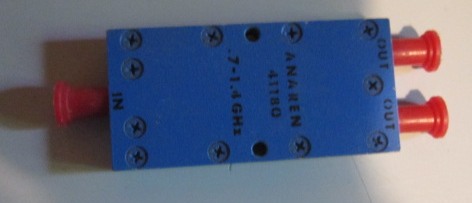 IN
.7-1.4GHz
ANAREN
41180
OUT
OUT